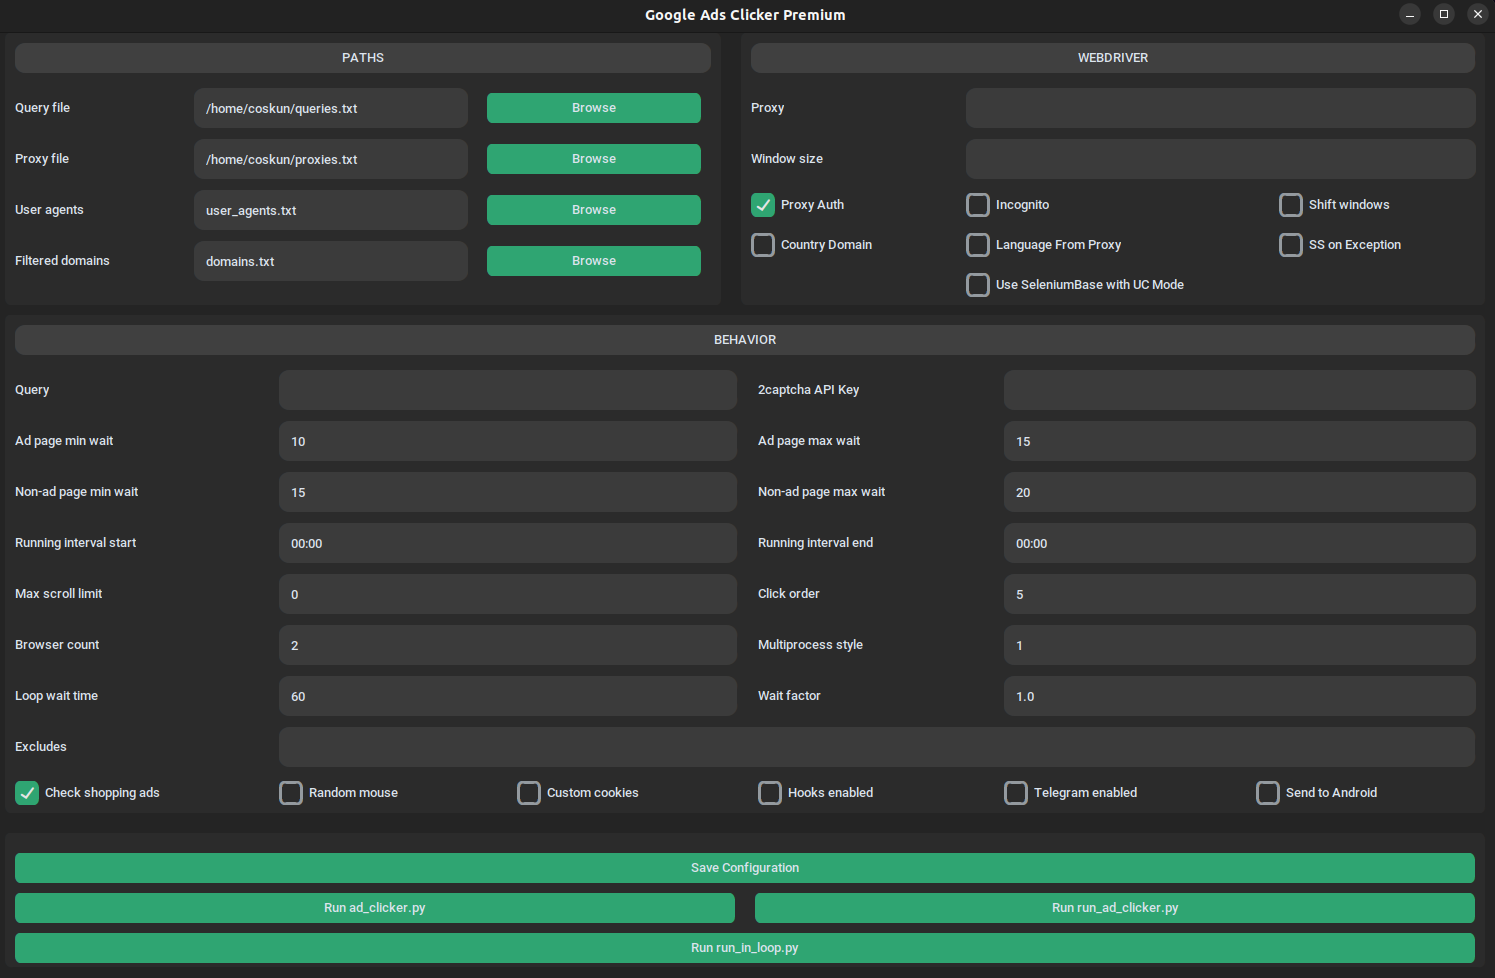 Google Ads Clicker Premium
PATHS
Query file /home/coskun/queries.txt Browse
Proxy file /home/coskun/proxies.txt Browse
User agents user_agents.txt Browse
Filtered domains domains.txt Browse
WEBDRIVER
Proxy
Window size
Proxy Auth Incognito Shift windows
Country Domain Language From Proxy SS on Exception
Use SeleniumBase with UC Mode
BEHAVIOR
Query 2captcha API Key
Ad page min wait 10 Ad page max wait 15
Non-ad page min wait 15 Non-ad page max wait 20
Running interval start 00:00 Running interval end 00:00
Max scroll limit 0 Click order 5
Browser count 2 Multiprocess style 1
Loop wait time 60 Wait factor 1.0
Excludes
Check shopping ads Random mouse Custom cookies Hooks enabled Telegram enabled Send to Android
Save Configuration
Run ad_clicker.py Run run_ad_clicker.py
Run run_in_loop.py